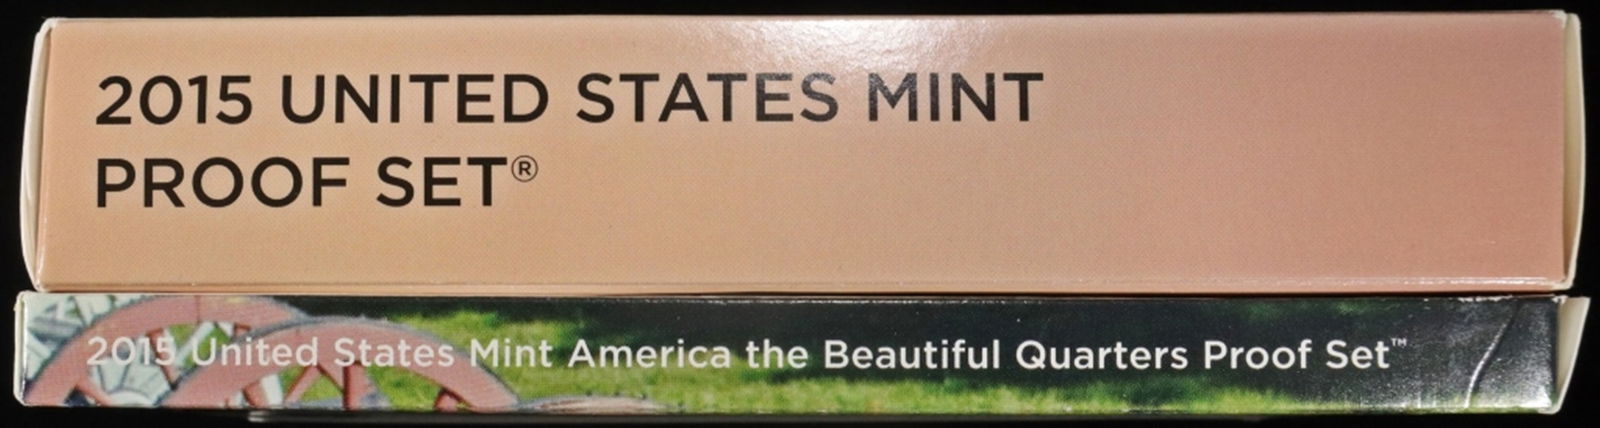 2015 UNITED STATES MINT
PROOF SET®
2015 United States Mint America the Beautiful Quarters Proof Set™